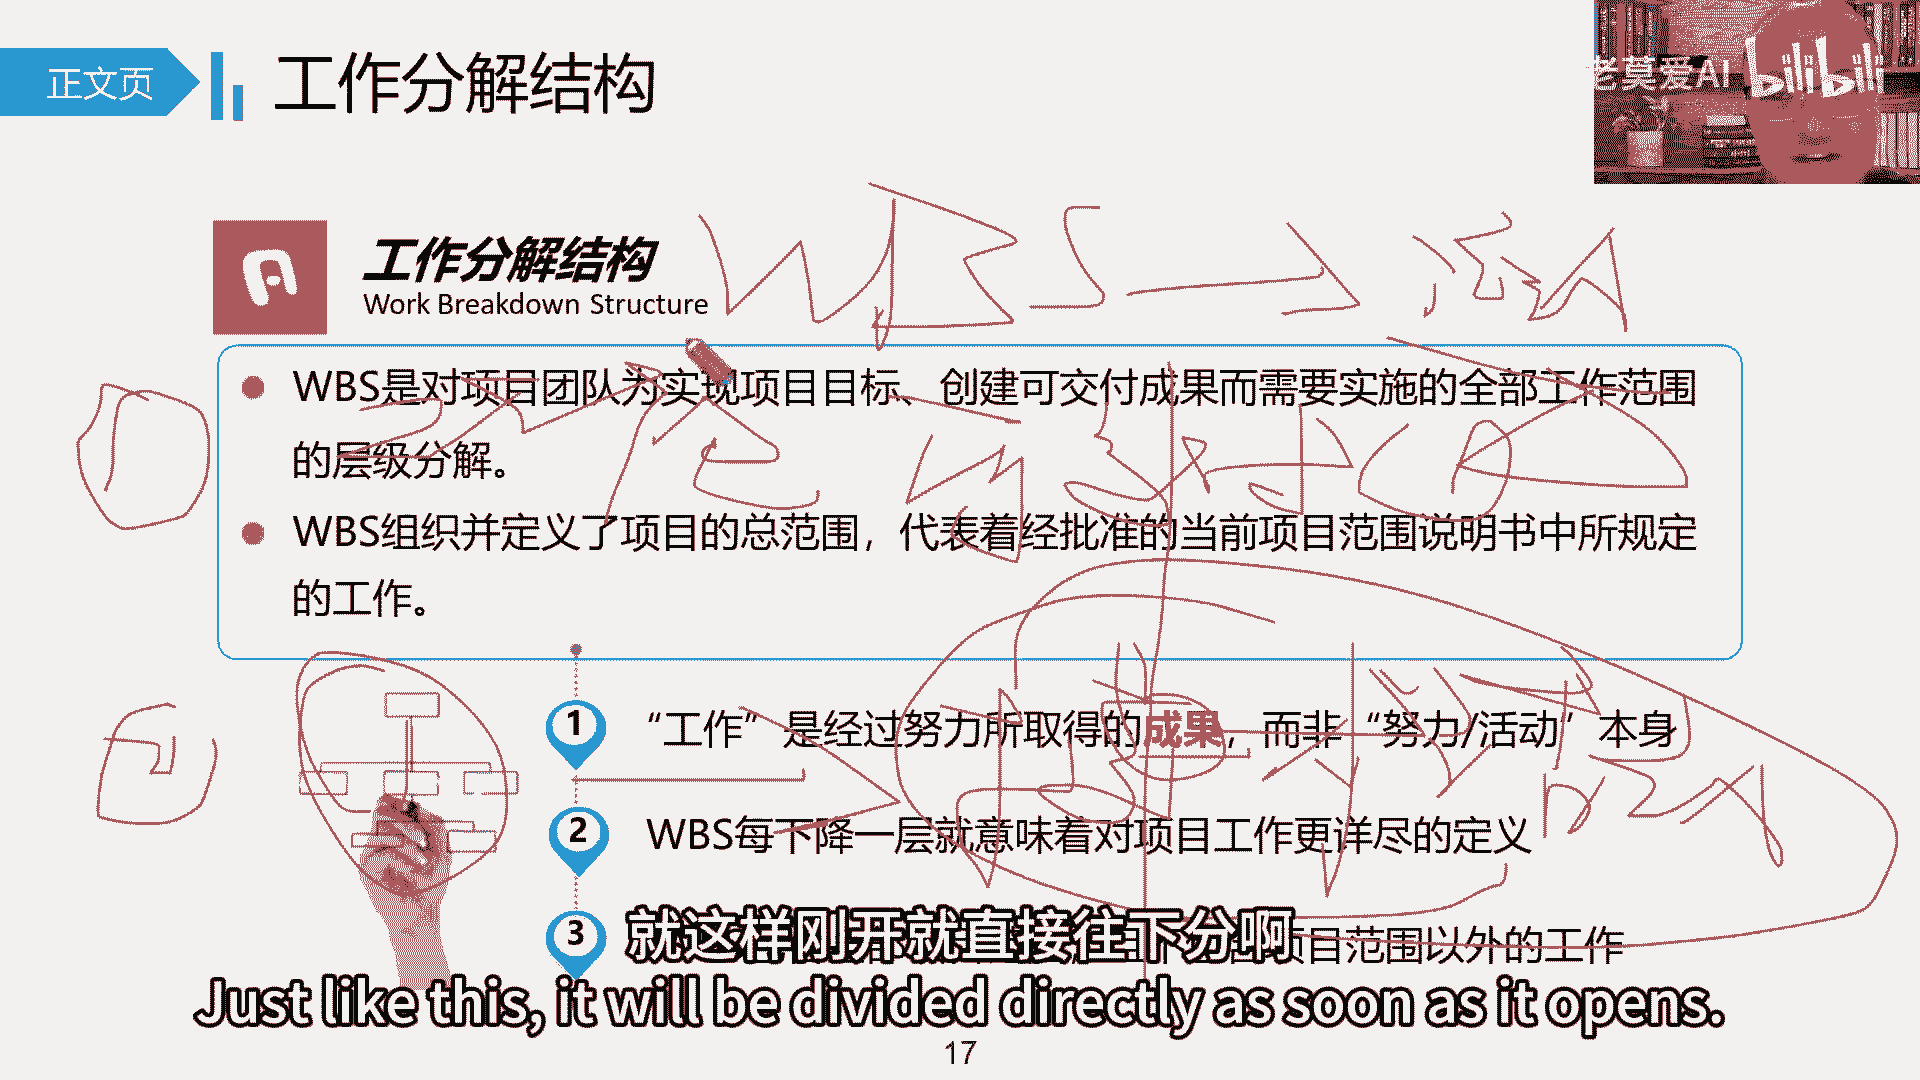 正文页
工作分解结构
老莫爱AI
bilibili
工作分解结构
Work Breakdown Structure
WBS
WBS是对项目团队为实现项目目标、创建可交付成果而需要实施的全部工作范围
的层级分解。
WBS组织并定义了项目的总范围，代表着经批准的当前项目范围说明书中所规定
的工作。
1
“工作”是经过努力所取得的成果，而非“努力/活动”本身
2
WBS每下降一层就意味着对项目工作更详尽的定义
3
项目范围以外的工作
就这样刚开就直接往下分啊
Just like this, it will be divided directly as soon as it opens.
17